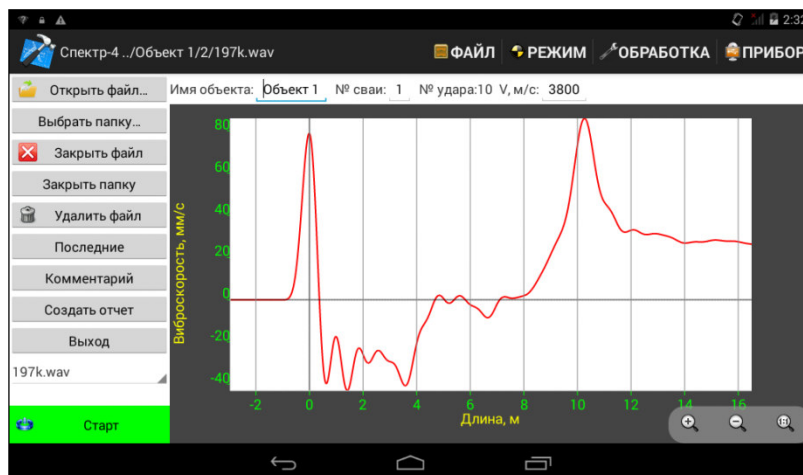 2:32
Спектр-4 ../Объект 1/2/197k.wav
ФАЙЛ РЕЖИМ ОБРАБОТКА ПРИБОР
Открыть файл...
Имя объекта: Объект 1 № сваи: 1 № удара:10 V, м/с: 3800
Выбрать папку...
Закрыть файл
Закрыть папку
Удалить файл
Последние
Комментарий
Создать отчет
Выход
197k.wav
Старт
Виброскорость, мм/с
80
60
40
20
0
-20
-40
-2 0 2 4 6 8 10 12 14 16
Длина, м